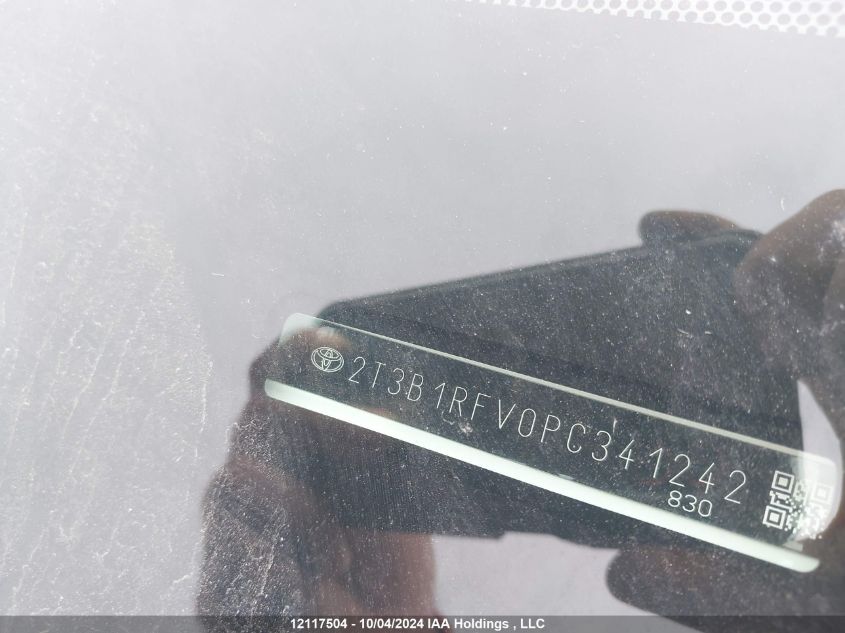 2T3B1RFV0PC341242
830
12117504 - 10/04/2024 IAA Holdings , LLC